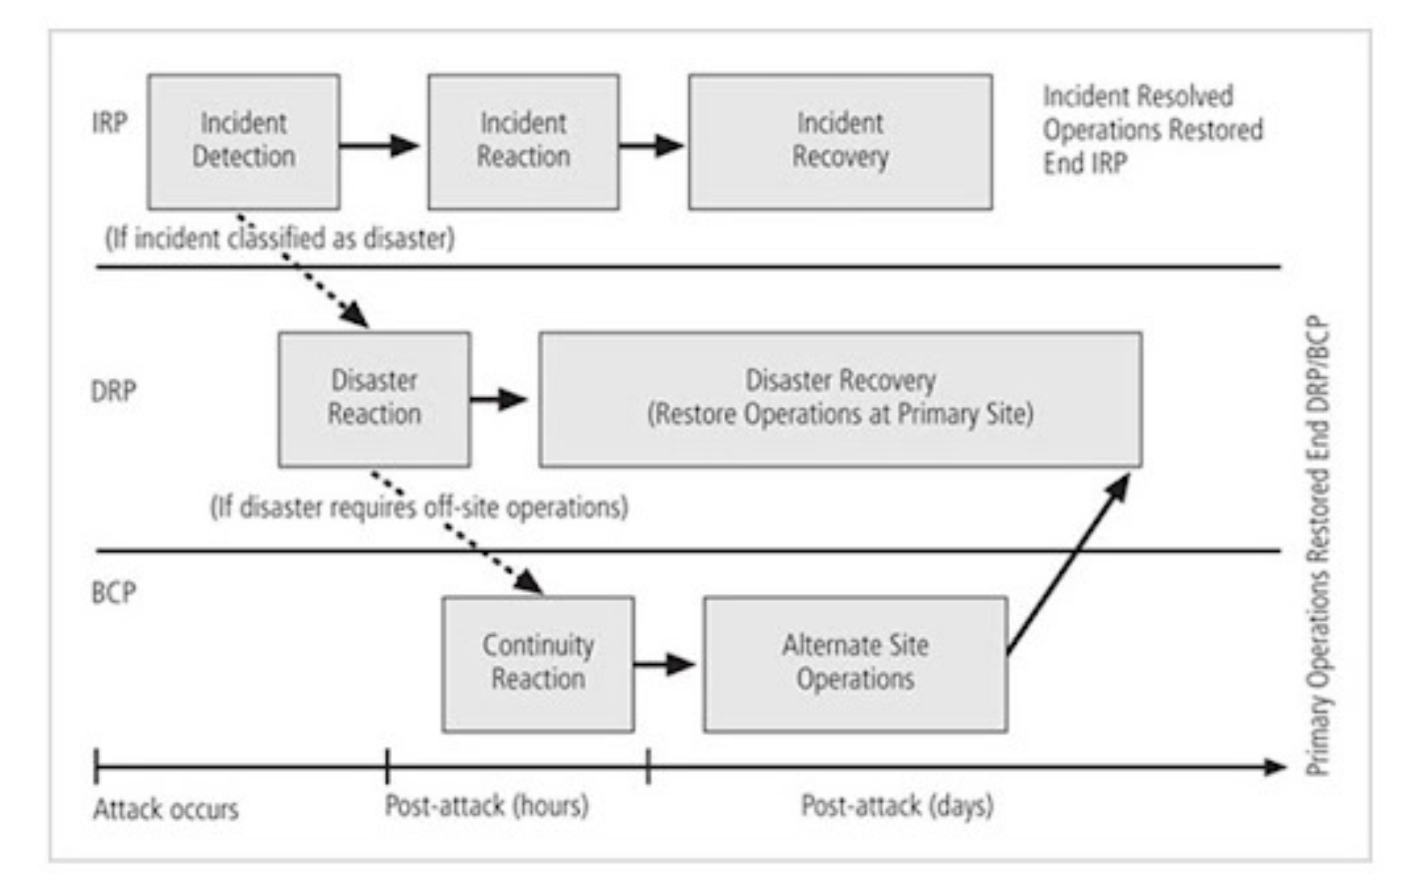 IRP
Incident
Detection
Incident
Reaction
Incident
Recovery
Incident Resolved
Operations Restored
End IRP
(If incident classified as disaster)
DRP
Disaster
Reaction
Disaster Recovery
(Restore Operations at Primary Site)
(If disaster requires off-site operations)
BCP
Continuity
Reaction
Alternate Site
Operations
Primary Operations Restored End DRP/BCP
Attack occurs
Post-attack (hours)
Post-attack (days)